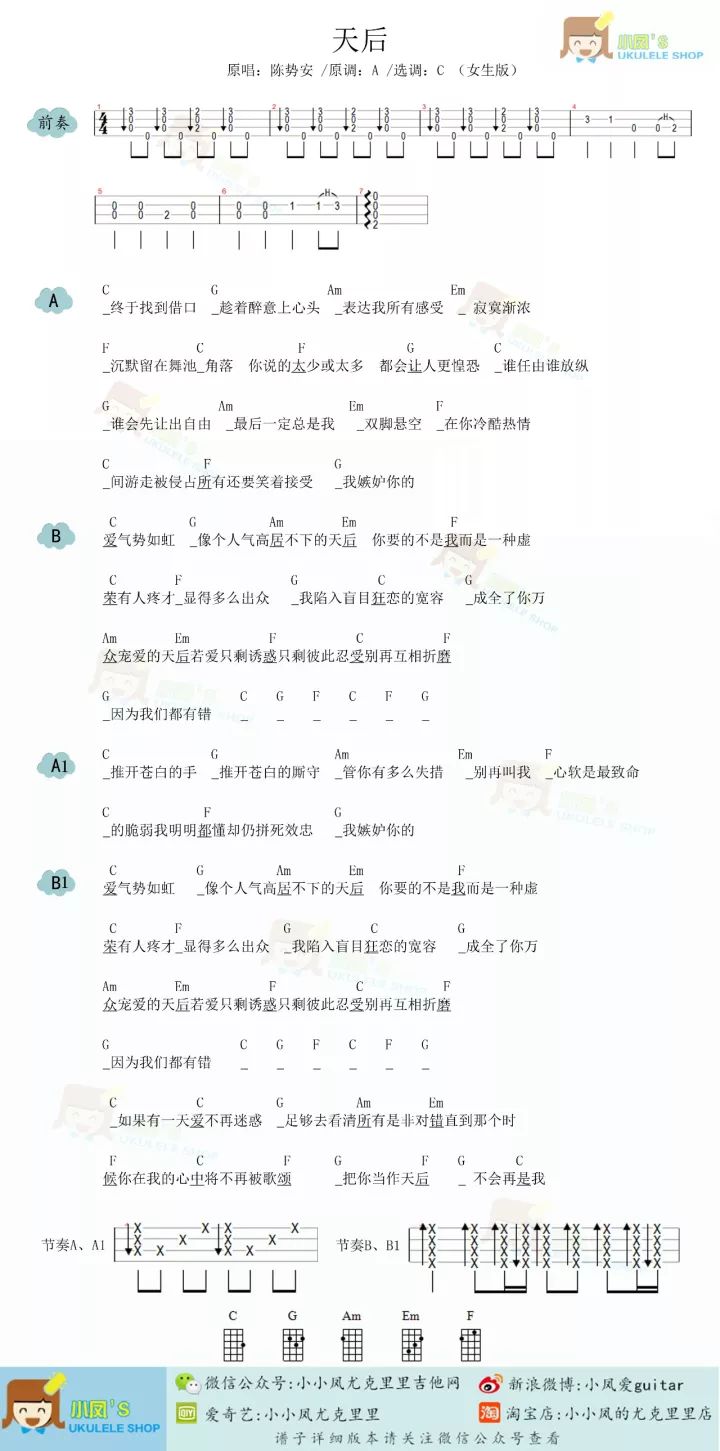 天后
原唱：陈势安 /原调：A /选调：C （女生版）
小凤'S
UKULELE SHOP
前奏
A
C G Am Em
_终于找到借口 _趁着醉意上心头 _表达我所有感受 _ 寂寞渐浓
F C F G C
_沉默留在舞池_角落 你说的太少或太多 都会让人更惶恐 _谁任由谁放纵
G Am Em F
_谁会先让出自由 _最后一定总是我 _双脚悬空 _在你冷酷热情
C F G
_间游走被侵占所有还要笑着接受 _我嫉妒你的
B
C G Am Em F
爱气势如虹 _像个人气高居不下的天后 你要的不是我而是一种虚
C F G C G
荣有人疼才_显得多么出众 _我陷入盲目狂恋的宽容 _成全了你万
Am Em F C F
众宠爱的天后若爱只剩诱惑只剩彼此忍受别再互相折磨
G C G F C F G
_因为我们都有错 _ _ _ _ _ _
A1
C G Am Em F
_推开苍白的手 _推开苍白的厮守 _管你有多么失措 _别再叫我 _心软是最致命
C F G
_的脆弱我明明都懂却仍拼死效忠 _我嫉妒你的
B1
C G Am Em F
爱气势如虹 _像个人气高居不下的天后 你要的不是我而是一种虚
C F G C G
荣有人疼才_显得多么出众 _我陷入盲目狂恋的宽容 _成全了你万
Am Em F C F
众宠爱的天后若爱只剩诱惑只剩彼此忍受别再互相折磨
G C G F C F G
_因为我们都有错 _ _ _ _ _ _
C C G Am Em
_如果有一天爱不再迷惑 _足够去看清所有是非对错直到那个时
F C F G F G C
候你在我的心中将不再被歌颂 _把你当作天后 _ 不会再是我
节奏A、A1
节奏B、B1
C G Am Em F
小凤'S
UKULELE SHOP
微信公众号:小小凤尤克里里吉他网
新浪微博:小凤爱guitar
爱奇艺:小小凤尤克里里
淘宝店:小小凤的尤克里里店
谱子详细版本请关注微信公众号查看